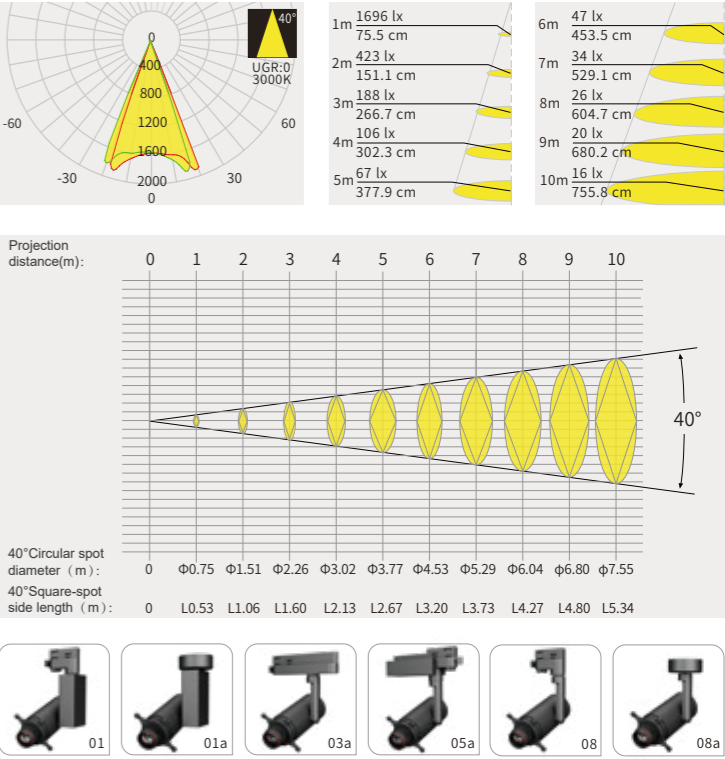 40°
UGR:0
3000K
0
400
800
1200
1600
2000
0
-60
60
-30
30
1m 1696 lx
75.5 cm
2m 423 lx
151.1 cm
3m 188 lx
266.7 cm
4m 106 lx
302.3 cm
5m 67 lx
377.9 cm
6m 47 lx
453.5 cm
7m 34 lx
529.1 cm
8m 26 lx
604.7 cm
9m 20 lx
680.2 cm
10m 16 lx
755.8 cm
Projection
distance(m): 0 1 2 3 4 5 6 7 8 9 10
40°
40°Circular spot
diameter（m）: 0 Φ0.75 Φ1.51 Φ2.26 Φ3.02 Φ3.77 Φ4.53 Φ5.29 Φ6.04 ϕ6.80 Φ7.55
40°Square-spot
side length（m）: 0 L0.53 L1.06 L1.60 L2.13 L2.67 L3.20 L3.73 L4.27 L4.80 L5.34
01
01a
03a
05a
08
08a